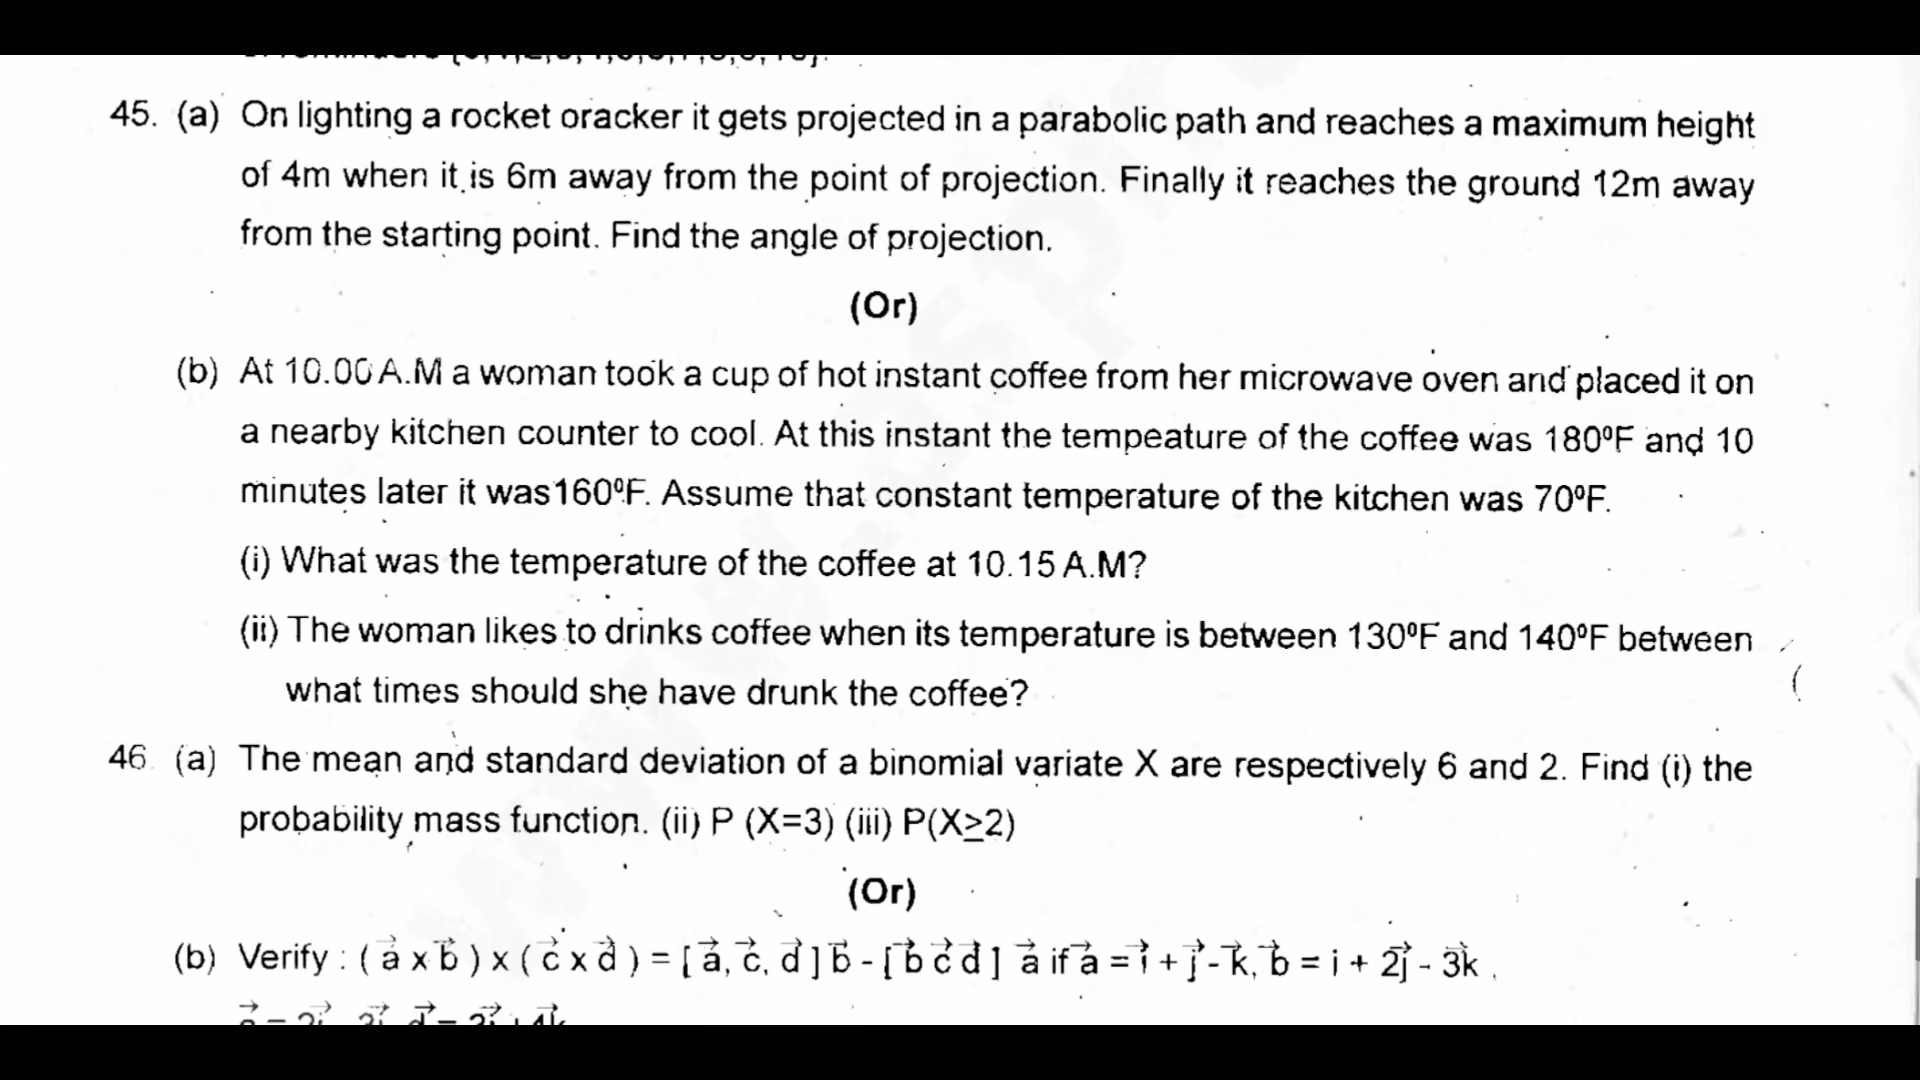 45. (a) On lighting a rocket oracker it gets projected in a parabolic path and reaches a maximum height
of 4m when it is 6m away from the point of projection. Finally it reaches the ground 12m away
from the starting point. Find the angle of projection.
(Or)
(b) At 10.00 A.M a woman took a cup of hot instant coffee from her microwave oven and placed it on
a nearby kitchen counter to cool. At this instant the tempeature of the coffee was 180⁰F and 10
minutes later it was160⁰F. Assume that constant temperature of the kitchen was 70⁰F.
(i) What was the temperature of the coffee at 10.15 A.M?
(ii) The woman likes to drinks coffee when its temperature is between 130⁰F and 140⁰F between
what times should she have drunk the coffee?
46. (a) The mean and standard deviation of a binomial variate X are respectively 6 and 2. Find (i) the
probability mass function. (ii) P (X=3) (iii) P(X≥2)
(Or)
(b) Verify : ( a⃗ x b⃗ ) x ( c⃗ x d⃗ ) = [ a⃗, c⃗, d⃗ ] b⃗ - [ b⃗ c⃗ d⃗ ] a⃗ if a⃗ = i⃗ + j⃗ - k⃗, b⃗ = i + 2j⃗ - 3k⃗ .